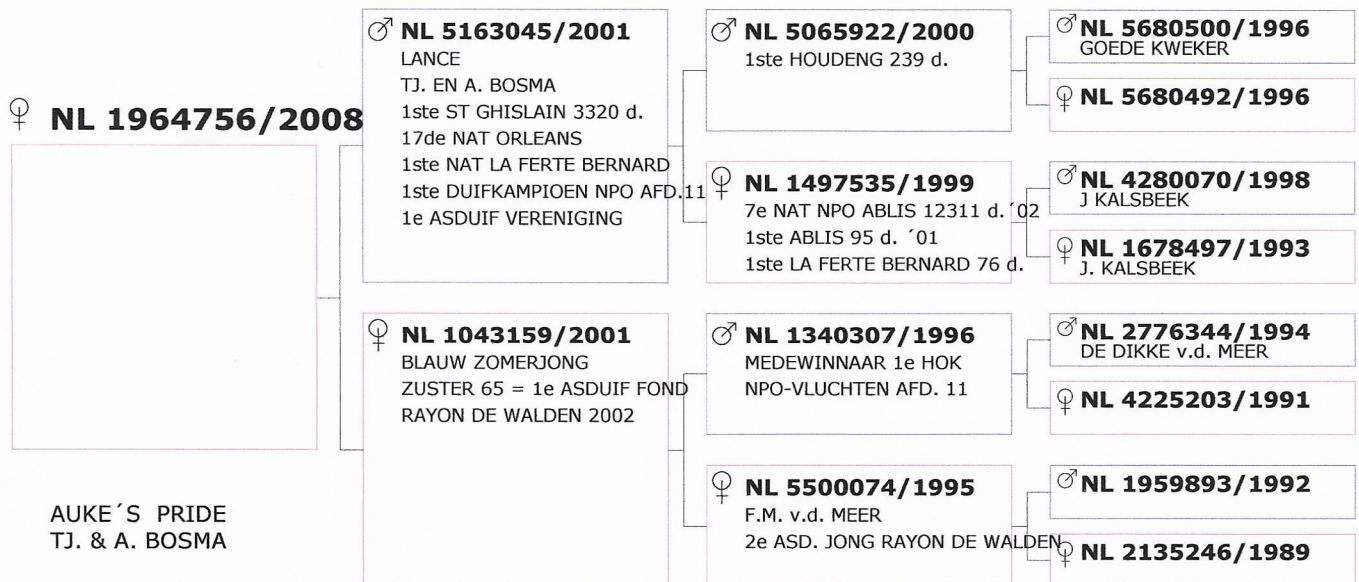 ♀ NL 1964756/2008
AUKE´S PRIDE
TJ. & A. BOSMA
♂ NL 5163045/2001
LANCE
TJ. EN A. BOSMA
1ste ST GHISLAIN 3320 d.
17de NAT ORLEANS
1ste NAT LA FERTE BERNARD
1ste DUIFKAMPIOEN NPO AFD.11
1e ASDUIF VERENIGING
♀ NL 1043159/2001
BLAUW ZOMERJONG
ZUSTER 65 = 1e ASDUIF FOND
RAYON DE WALDEN 2002
♂ NL 5065922/2000
1ste HOUDENG 239 d.
♀ NL 1497535/1999
7e NAT NPO ABLIS 12311 d.´02
1ste ABLIS 95 d. ´01
1ste LA FERTE BERNARD 76 d.
♂ NL 1340307/1996
MEDEWINNAAR 1e HOK
NPO-VLUCHTEN AFD. 11
♀ NL 5500074/1995
F.M. v.d. MEER
2e ASD. JONG RAYON DE WALDEN
♂ NL 5680500/1996
GOEDE KWEKER
♀ NL 5680492/1996
♂ NL 4280070/1998
J KALSBEEK
♀ NL 1678497/1993
J. KALSBEEK
♂ NL 2776344/1994
DE DIKKE v.d. MEER
♀ NL 4225203/1991
♂ NL 1959893/1992
♀ NL 2135246/1989